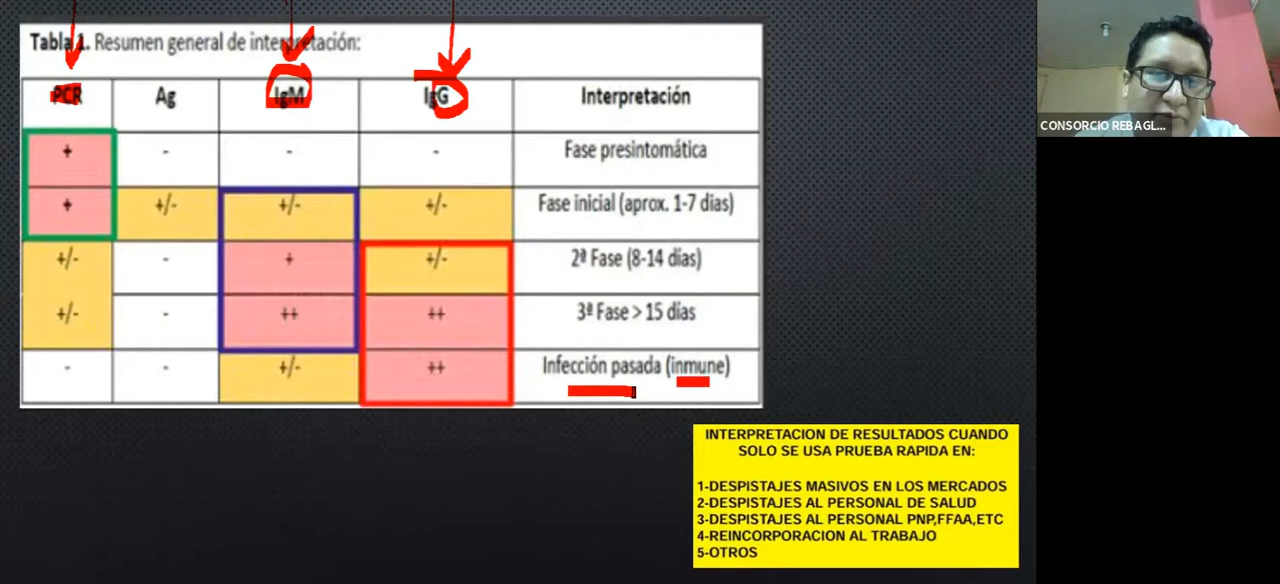 Tabla 1. Resumen general de interpretación:
PCR Ag IgM IgG Interpretación
+ - - - Fase presintomática
+ +/- +/- +/- Fase inicial (aprox. 1-7 dias)
+/- - + +/- 2ª Fase (8-14 días)
+/- - ++ ++ 3ª Fase > 15 días
- - +/- ++ Infección pasada (inmune)
CONSORCIO REBAGL...
INTERPRETACION DE RESULTADOS CUANDO
SOLO SE USA PRUEBA RAPIDA EN:
1-DESPISTAJES MASIVOS EN LOS MERCADOS
2-DESPISTAJES AL PERSONAL DE SALUD
3-DESPISTAJES AL PERSONAL PNP,FFAA,ETC
4-REINCORPORACION AL TRABAJO
5-OTROS